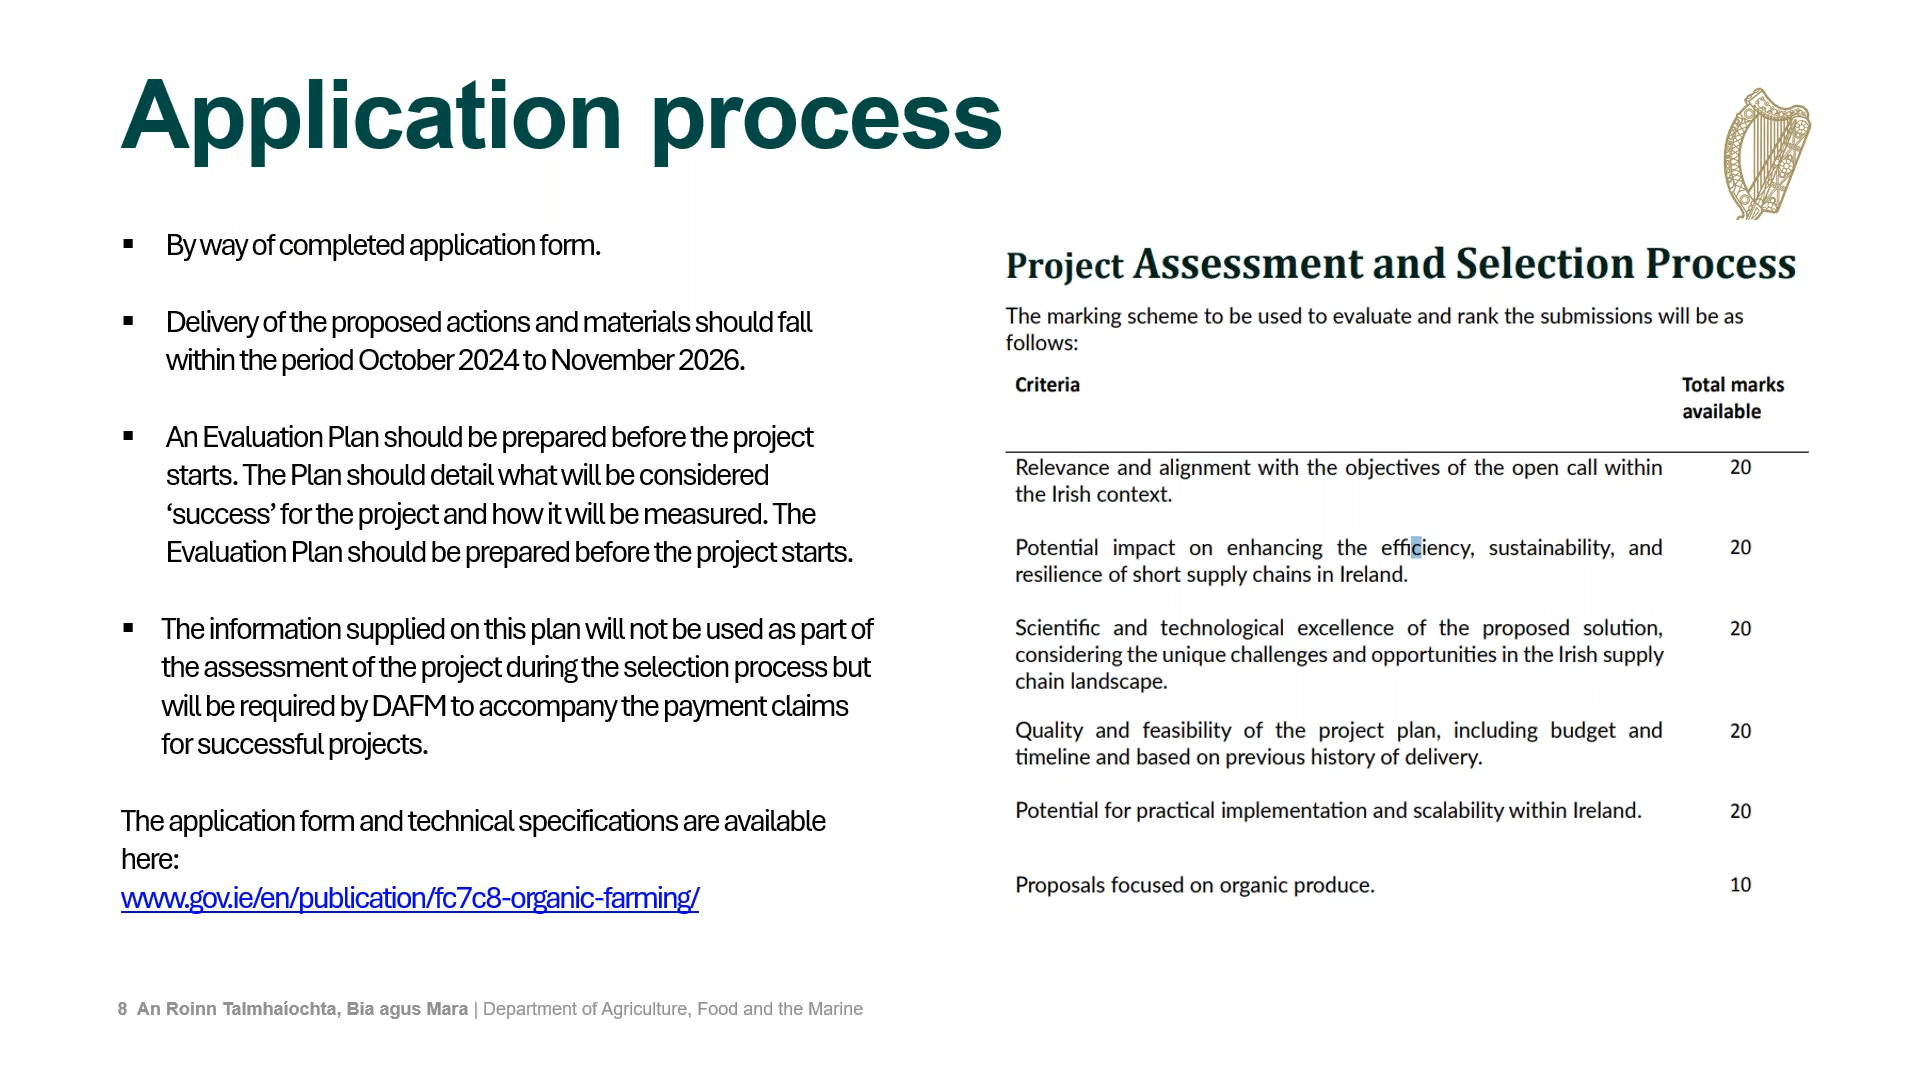 Application process
▪ By way of completed application form.
▪ Delivery of the proposed actions and materials should fall
within the period October 2024 to November 2026.
▪ An Evaluation Plan should be prepared before the project
starts. The Plan should detail what will be considered
‘success’ for the project and how it will be measured. The
Evaluation Plan should be prepared before the project starts.
▪ The information supplied on this plan will not be used as part of
the assessment of the project during the selection process but
will be required by DAFM to accompany the payment claims
for successful projects.
The application form and technical specifications are available
here:
www.gov.ie/en/publication/fc7c8-organic-farming/
Project Assessment and Selection Process
The marking scheme to be used to evaluate and rank the submissions will be as
follows:
Criteria Total marks
available
Relevance and alignment with the objectives of the open call within 20
the Irish context.
Potential impact on enhancing the efficiency, sustainability, and 20
resilience of short supply chains in Ireland.
Scientific and technological excellence of the proposed solution, 20
considering the unique challenges and opportunities in the Irish supply
chain landscape.
Quality and feasibility of the project plan, including budget and 20
timeline and based on previous history of delivery.
Potential for practical implementation and scalability within Ireland. 20
Proposals focused on organic produce. 10
8 An Roinn Talmhaíochta, Bia agus Mara | Department of Agriculture, Food and the Marine